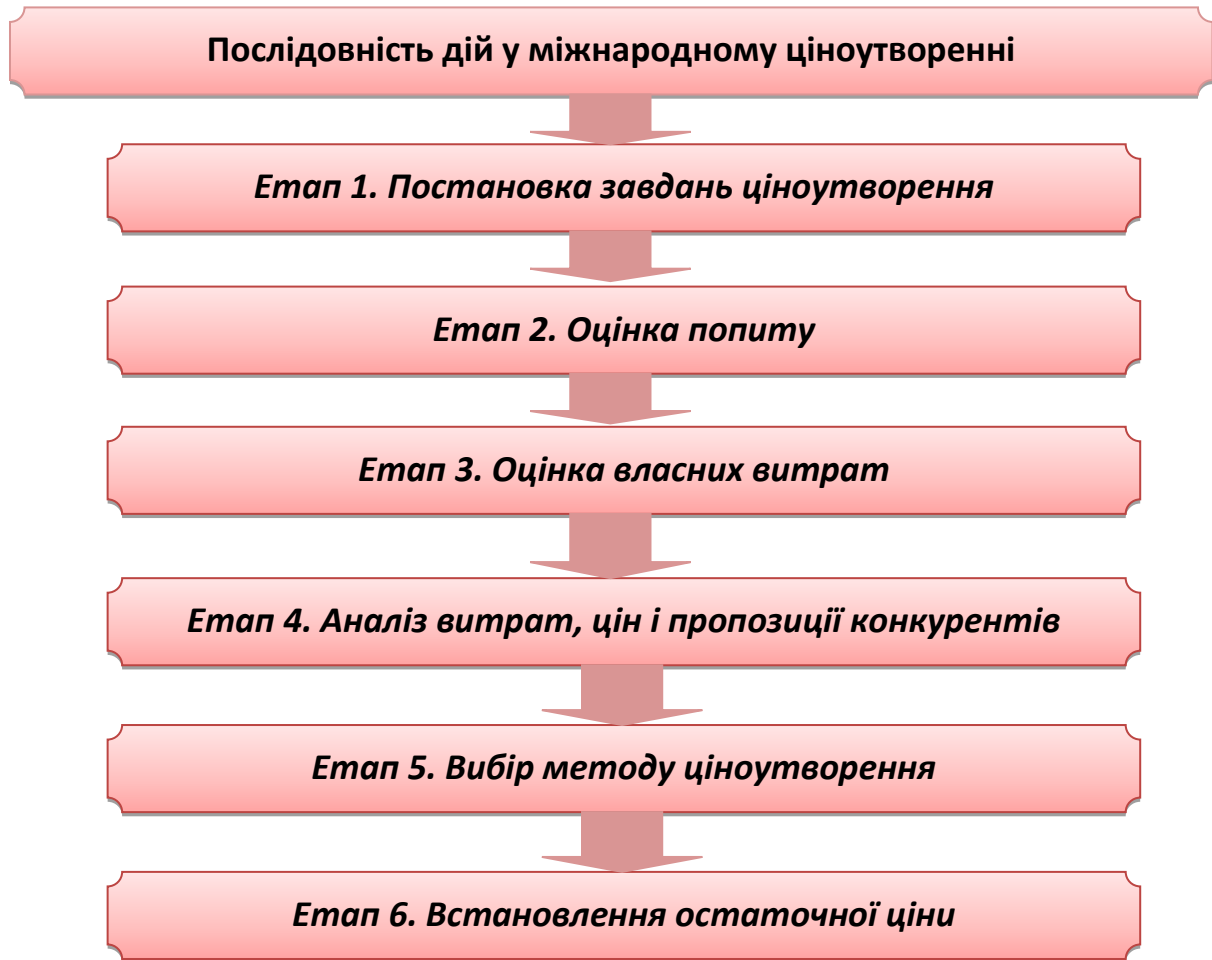 Послідовність дій у міжнародному ціноутворенні
Етап 1. Постановка завдань ціноутворення
Етап 2. Оцінка попиту
Етап 3. Оцінка власних витрат
Етап 4. Аналіз витрат, цін і пропозиції конкурентів
Етап 5. Вибір методу ціноутворення
Етап 6. Встановлення остаточної ціни